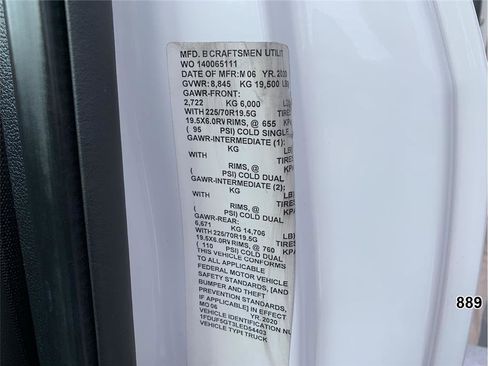 MFD. B CRAFTSMEN UTILIT
WO 140065111
DATE OF MFR: M 06 YR. 2020
GVWR: 8,845 KG 19,500 LB
GAWR-FRONT:
2,722 KG 6,000 LB
WITH 225/70R19.5G TIRES
19.5X6.0RW RIMS, @ 655 KPA
( 95 PSI) COLD SINGLE
GAWR-INTERMEDIATE (1):
KG LB
WITH TIRES
RIMS, @ KPA
( PSI) COLD DUAL
GAWR-INTERMEDIATE (2):
KG LB
WITH TIRES
RIMS, @ KPA
( PSI) COLD DUAL
GAWR-REAR:
6,671 KG 14,706 LB
WITH 225/70R19.5G TIRES
19.5X6.0RW RIMS, @ 760 KPA
( 110 PSI) COLD DUAL
THIS VEHICLE CONFORMS
TO ALL APPLICABLE
FEDERAL MOTOR VEHICLE
SAFETY STANDARDS, [AND
BUMPER AND THEFT
STANDARDS, IF APPLICABLE] IN
MO 06 YR. 2020
VEHICLE IDENTIFICATION NU
1FDUF5GT3LED54403
VEHICLE TYPE TRUCK
889